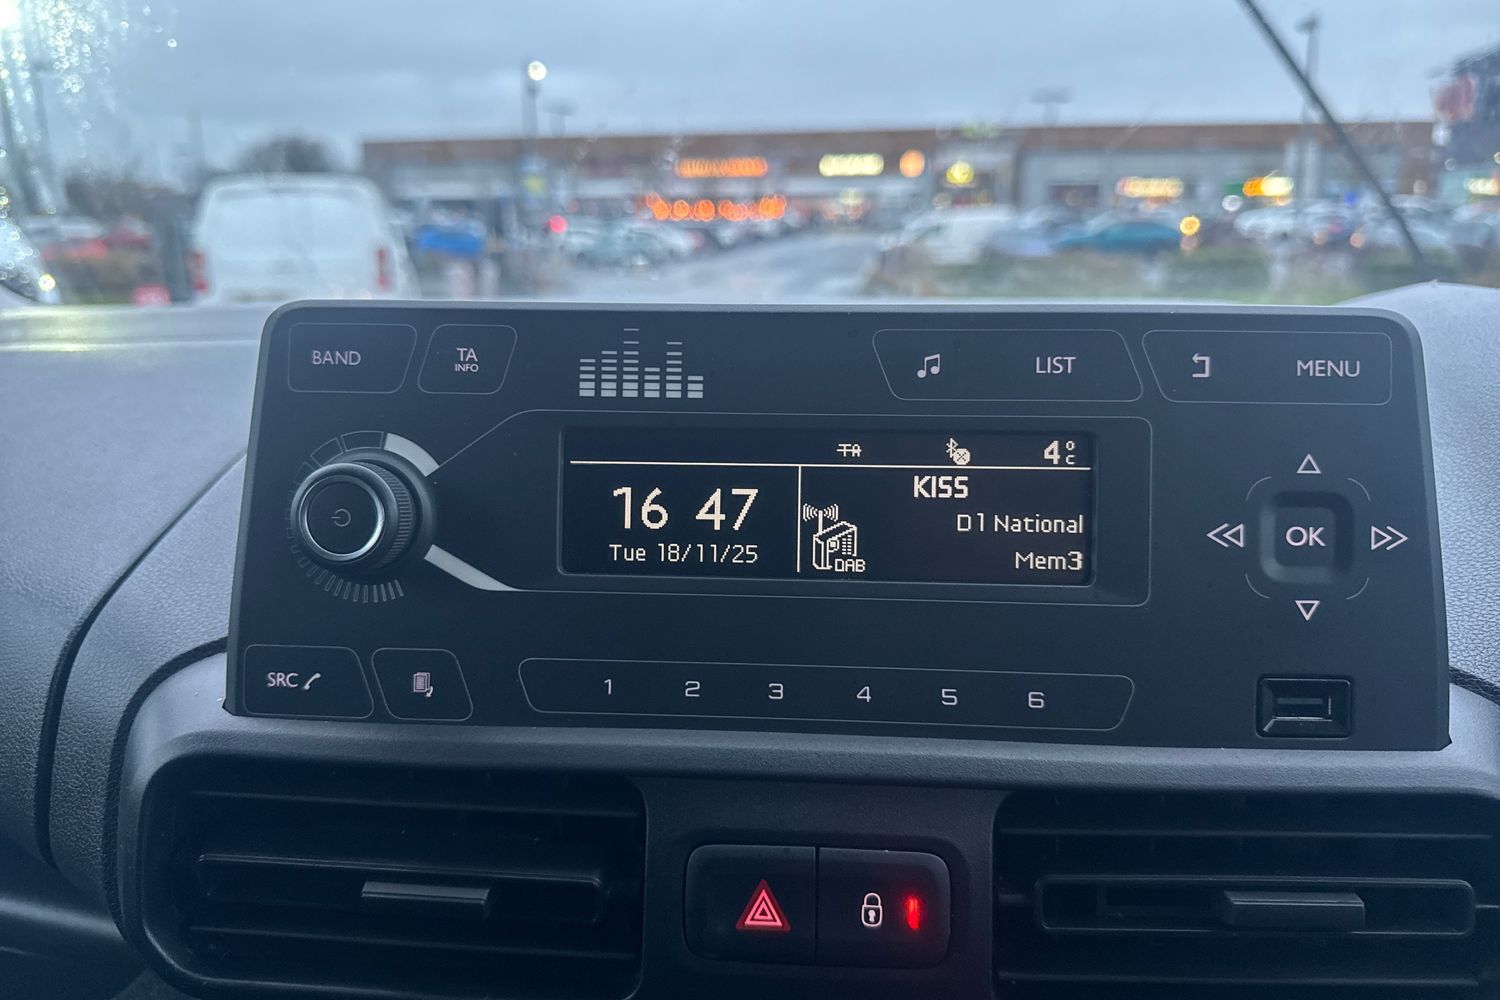 BAND
TA
INFO
LIST
MENU
TA
4°C
16 47
Tue 18/11/25
KISS
D1 National
Mem3
DAB
OK
SRC
1 2 3 4 5 6